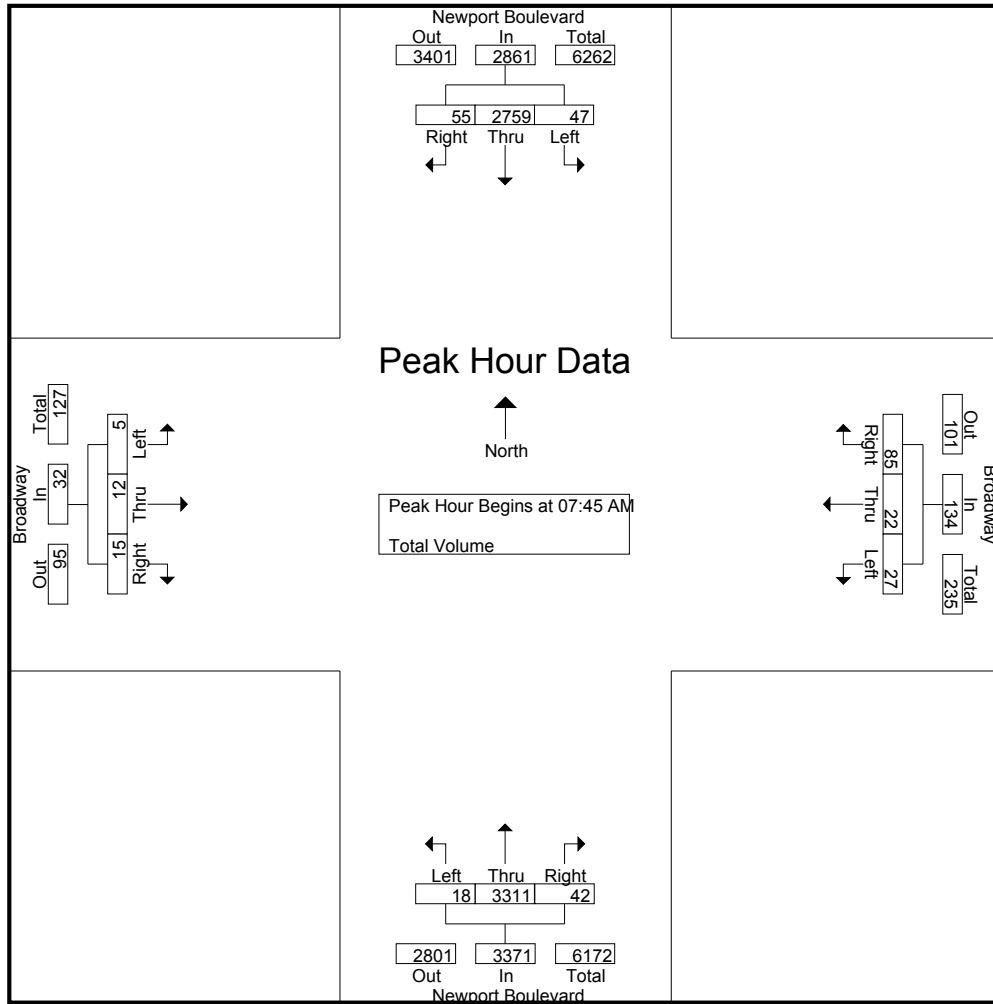 Newport Boulevard
Out In Total
3401 2861 6262
55 2759 47
Right Thru Left
Peak Hour Data
North
Peak Hour Begins at 07:45 AM
Total Volume
Broadway
Total In Out
127 32 95
5 12 15
Left Thru Right
Right Thru Left
85 22 27
101 134 235
Out In Total
Broadway
Left Thru Right
18 3311 42
2801 3371 6172
Out In Total
Newport Boulevard